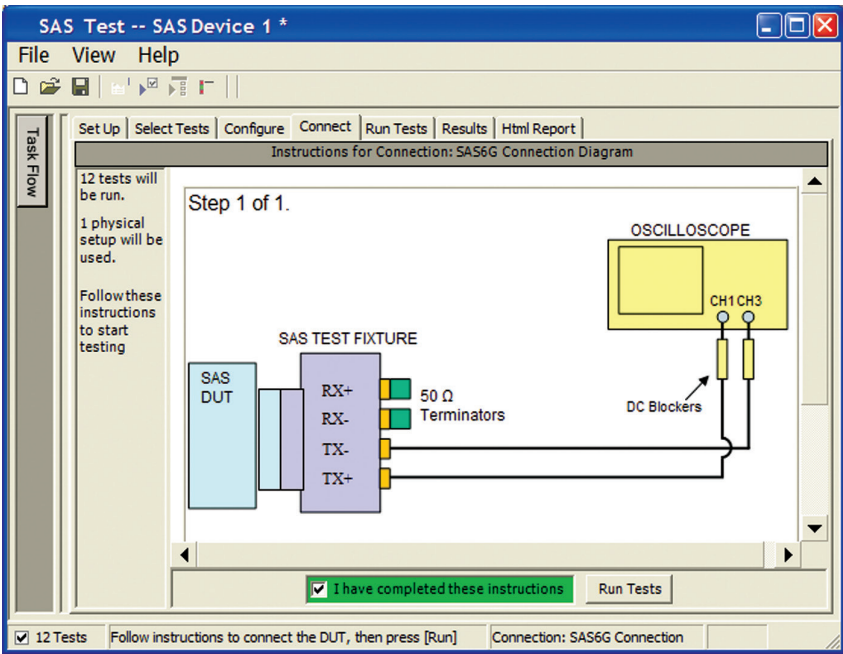 SAS Test -- SAS Device 1 *
File View Help
Task Flow
Set Up Select Tests Configure Connect Run Tests Results Html Report
Instructions for Connection: SAS6G Connection Diagram
12 tests will
be run.
1 physical
setup will be
used.
Follow these
instructions
to start
testing
Step 1 of 1.
OSCILLOSCOPE
CH1 CH3
DC Blockers
SAS TEST FIXTURE
SAS
DUT
RX+
RX-
TX-
TX+
50 Ω
Terminators
I have completed these instructions
Run Tests
12 Tests Follow instructions to connect the DUT, then press [Run] Connection: SAS6G Connection